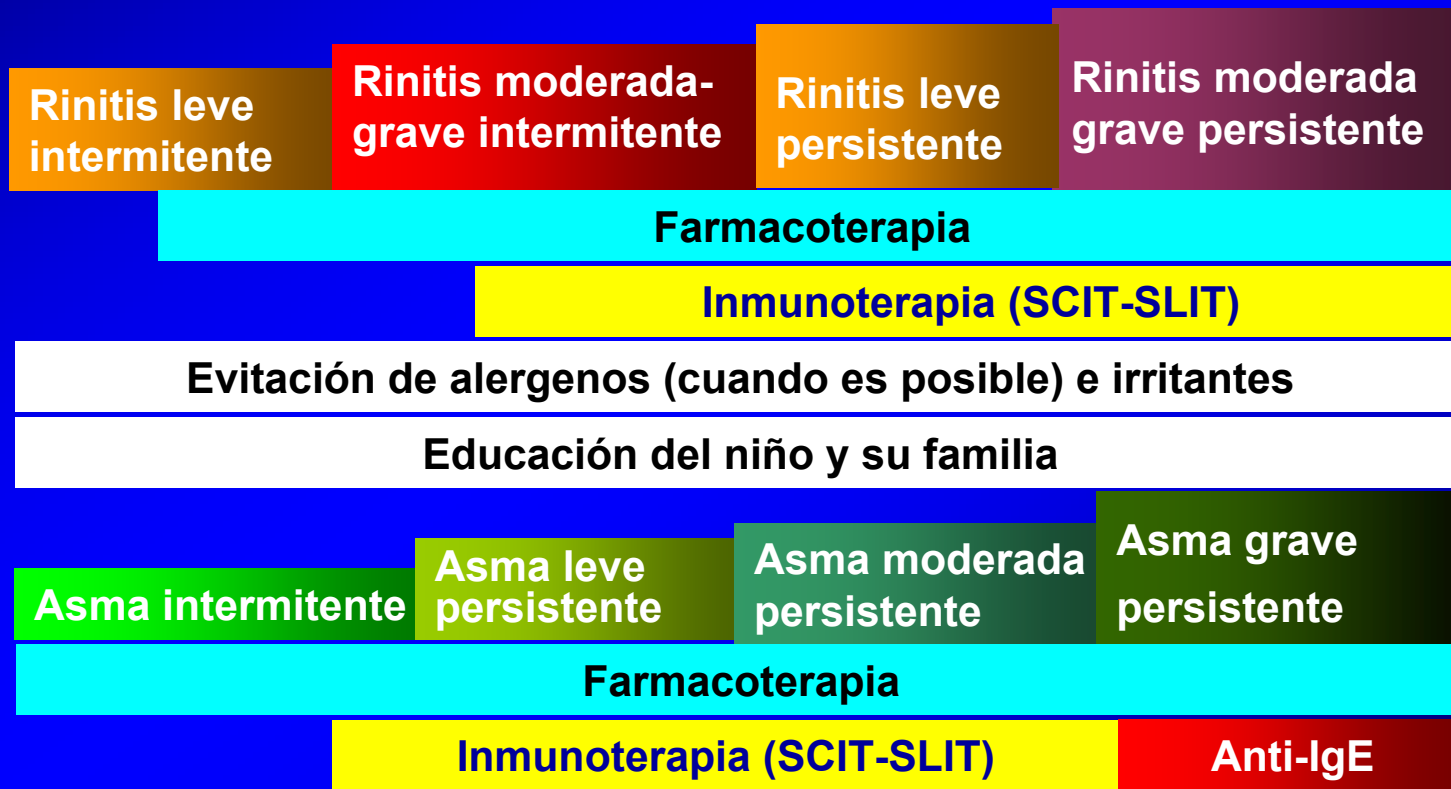 Rinitis leve
intermitente
Rinitis moderada-
grave intermitente
Rinitis leve
persistente
Rinitis moderada
grave persistente
Farmacoterapia
Inmunoterapia (SCIT-SLIT)
Evitación de alergenos (cuando es posible) e irritantes
Educación del niño y su familia
Asma intermitente
Asma leve
persistente
Asma moderada
persistente
Asma grave
persistente
Farmacoterapia
Inmunoterapia (SCIT-SLIT)
Anti-IgE